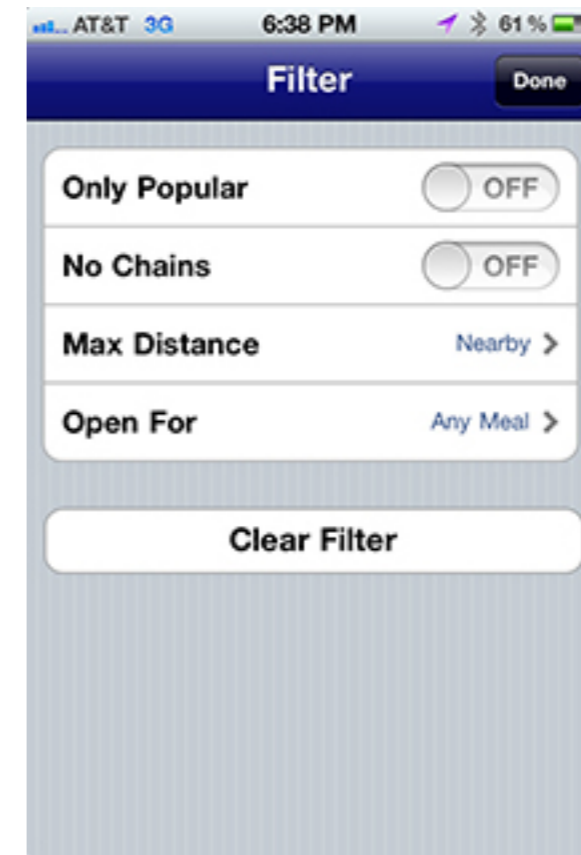 AT&T 3G 6:38 PM 61%
Filter Done
Only Popular OFF
No Chains OFF
Max Distance Nearby
Open For Any Meal
Clear Filter